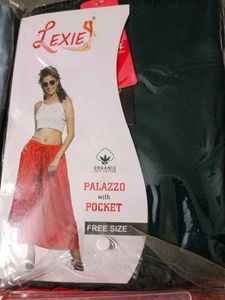 LEXIE
ORGANIC
PALAZZO
with
POCKET
FREE SIZE